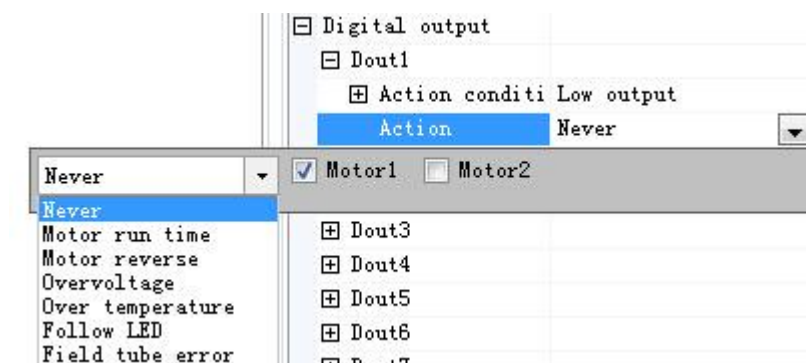 Digital output
Dout1
Action conditi Low output
Action Never
Never Motor1 Motor2
Never
Motor run time
Motor reverse
Overvoltage
Over temperature
Follow LED
Field tube error
Dout3
Dout4
Dout5
Dout6